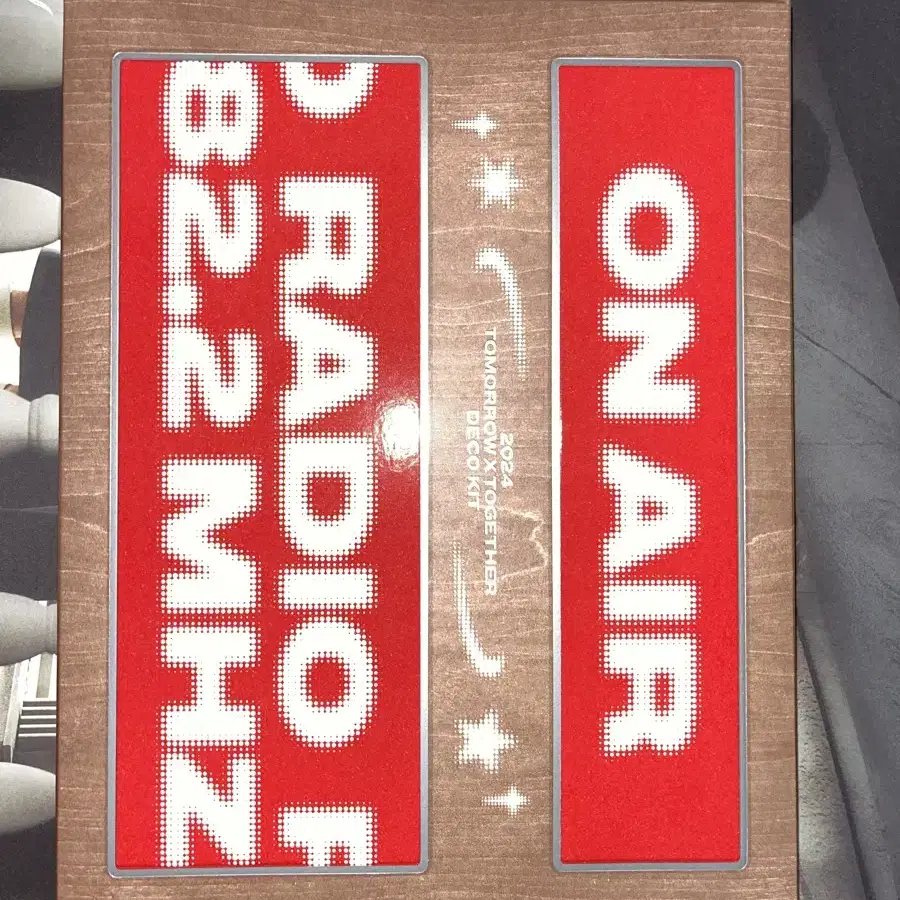 ON AIR
2024
TOMORROW X TOGETHER
DECO KIT
RADIO
82.2 MHZ